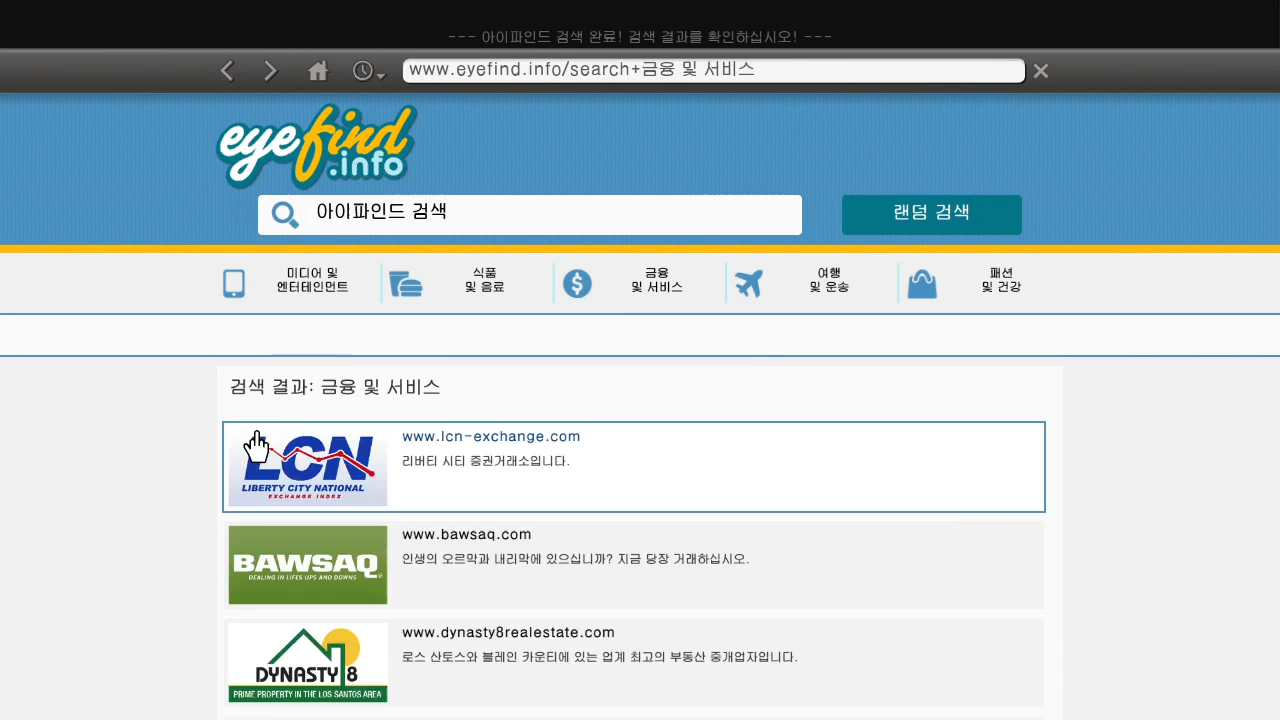 --- 아이파인드 검색 완료! 검색 결과를 확인하십시오! ---
www.eyefind.info/search+금융 및 서비스
eyefind
.info
아이파인드 검색
랜덤 검색
미디어 및
엔터테인먼트
식품
및 음료
금융
및 서비스
여행
및 운송
패션
및 건강
검색 결과: 금융 및 서비스
LCN
LIBERTY CITY NATIONAL
EXCHANGE INDEX
www.lcn-exchange.com
리버티 시티 증권거래소입니다.
BAWSAQ
DEALING IN LIFES UPS AND DOWNS
www.bawsaq.com
인생의 오르막과 내리막에 있으십니까? 지금 당장 거래하십시오.
DYNASTY 8
PRIME PROPERTY IN THE LOS SANTOS AREA
www.dynasty8realestate.com
로스 산토스와 블레인 카운티에 있는 업계 최고의 부동산 중개업자입니다.